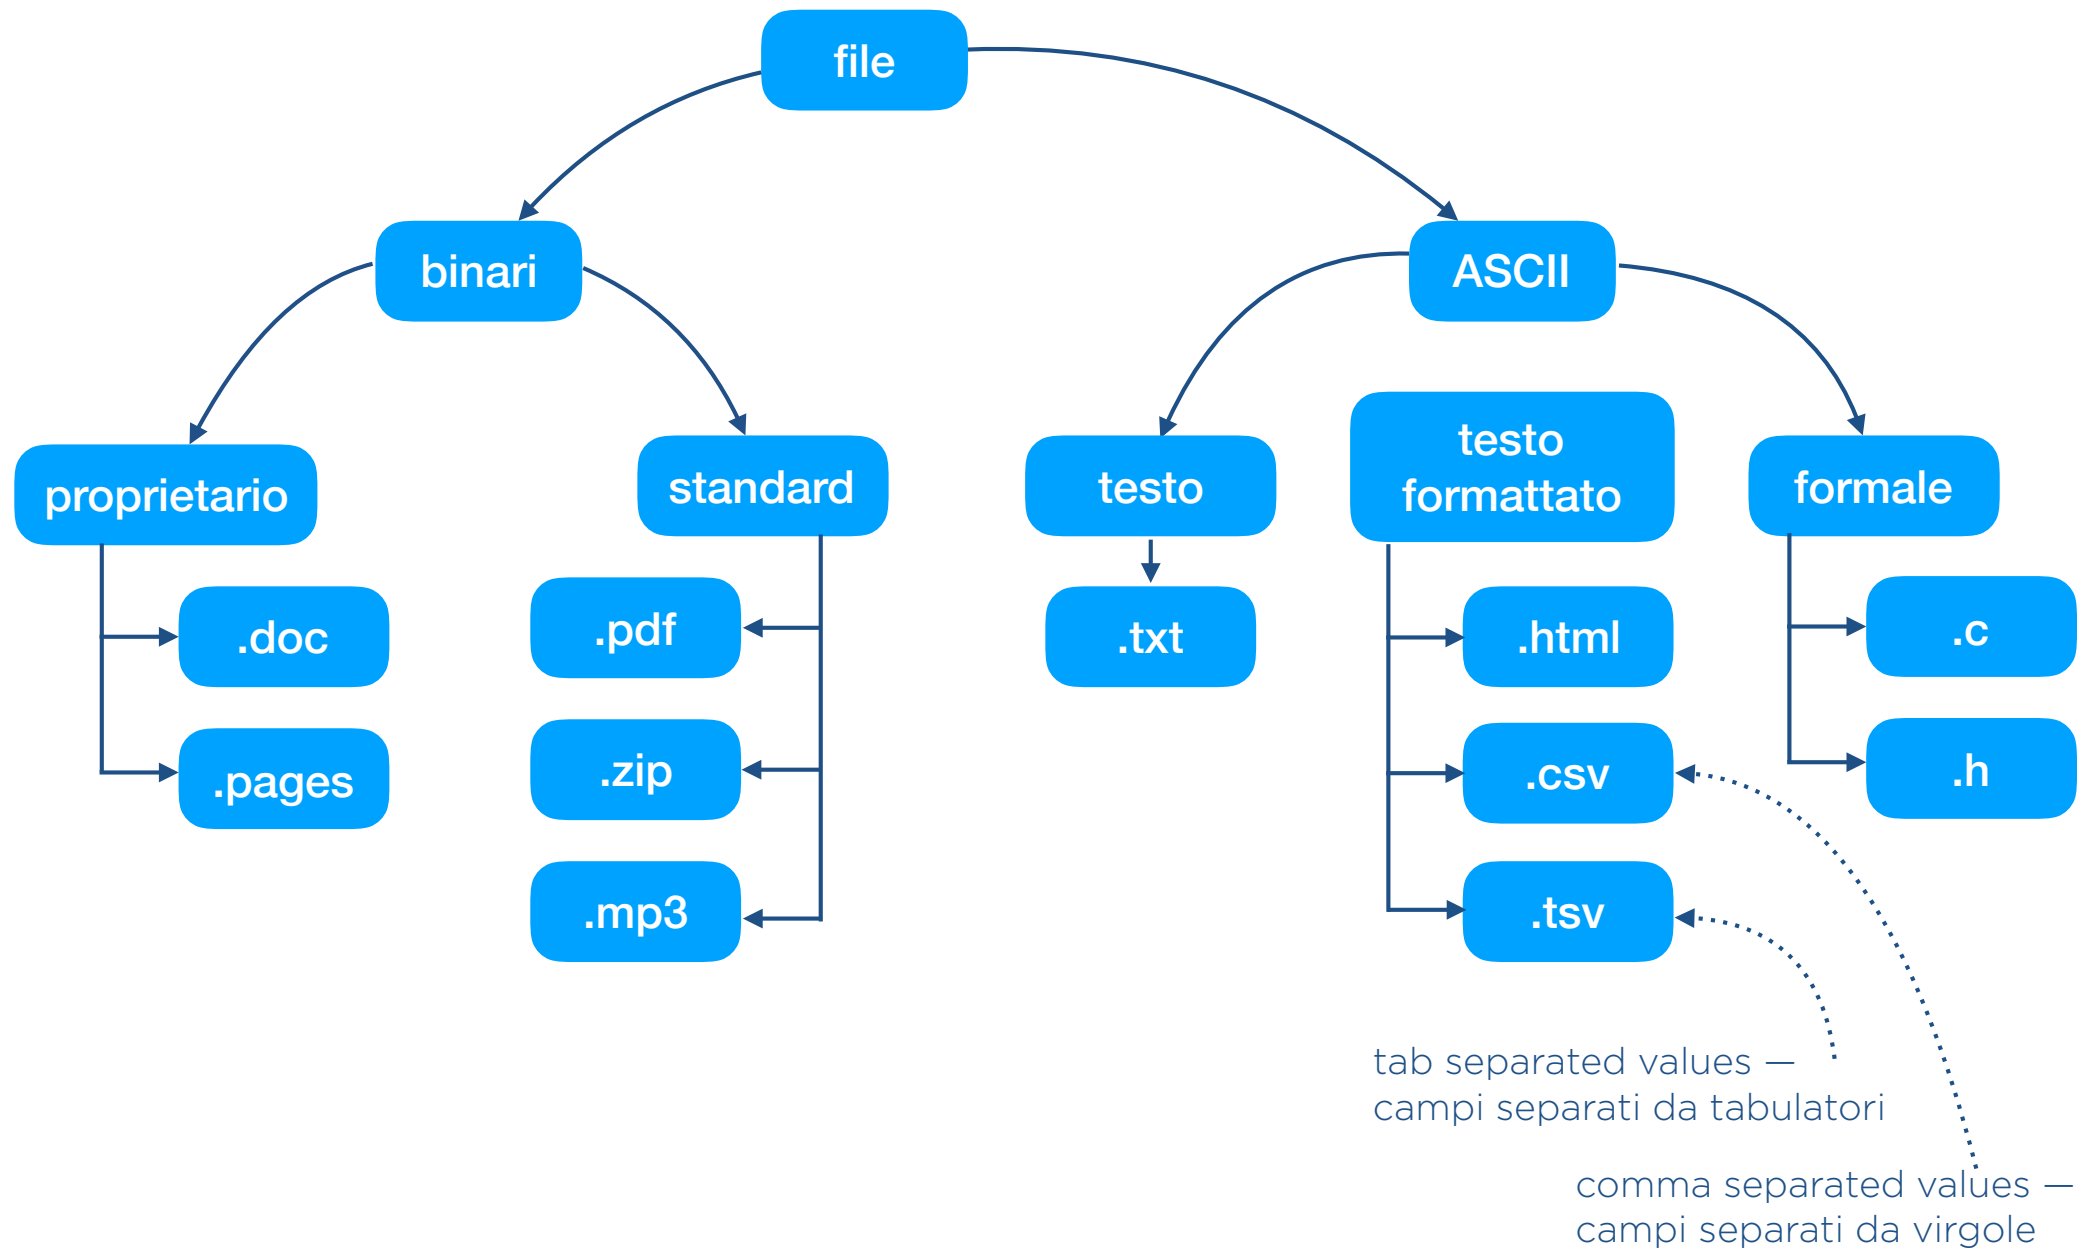 file
binari
ASCII
proprietario
standard
testo
testo
formattato
formale
.doc
.pages
.pdf
.zip
.mp3
.txt
.html
.csv
.tsv
.c
.h
tab separated values —
campi separati da tabulatori
comma separated values —
campi separati da virgole